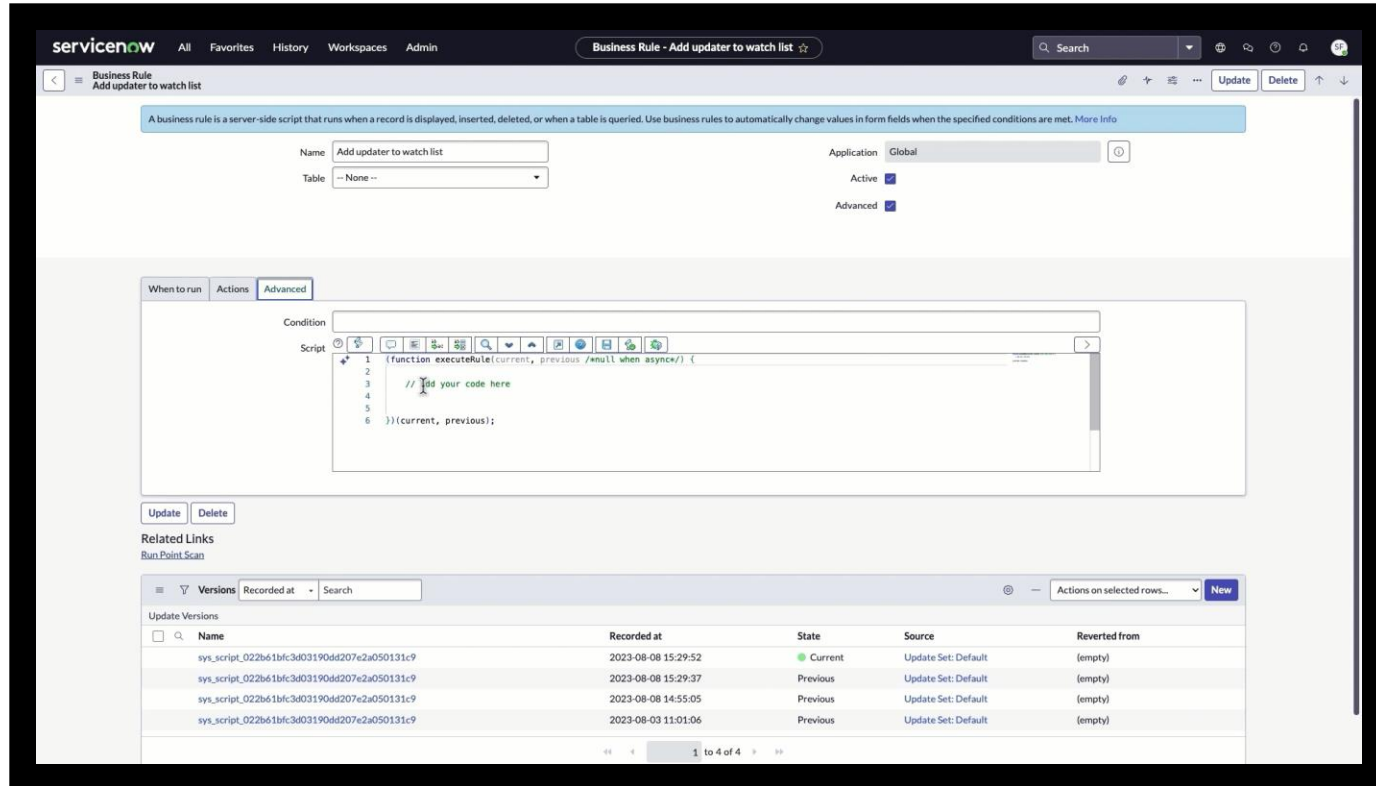 servicenow All Favorites History Workspaces Admin Business Rule - Add updater to watch list Search SF
Business Rule
Add updater to watch list Update Delete
A business rule is a server-side script that runs when a record is displayed, inserted, deleted, or when a table is queried. Use business rules to automatically change values in form fields when the specified conditions are met. More Info
Name Add updater to watch list Application Global
Table -- None -- Active
Advanced
When to run Actions Advanced
Condition
Script
1 (function executeRule(current, previous /*null when async*/) {
2
3 // Add your code here
4
5
6 })(current, previous);
Update Delete
Related Links
Run Point Scan
Versions Recorded at Search Actions on selected rows... New
Update Versions
Name Recorded at State Source Reverted from
sys_script_022b61bfc3d03190dd207e2a050131c9 2023-08-08 15:29:52 Current Update Set: Default (empty)
sys_script_022b61bfc3d03190dd207e2a050131c9 2023-08-08 15:29:37 Previous Update Set: Default (empty)
sys_script_022b61bfc3d03190dd207e2a050131c9 2023-08-08 14:55:05 Previous Update Set: Default (empty)
sys_script_022b61bfc3d03190dd207e2a050131c9 2023-08-03 11:01:06 Previous Update Set: Default (empty)
1 to 4 of 4